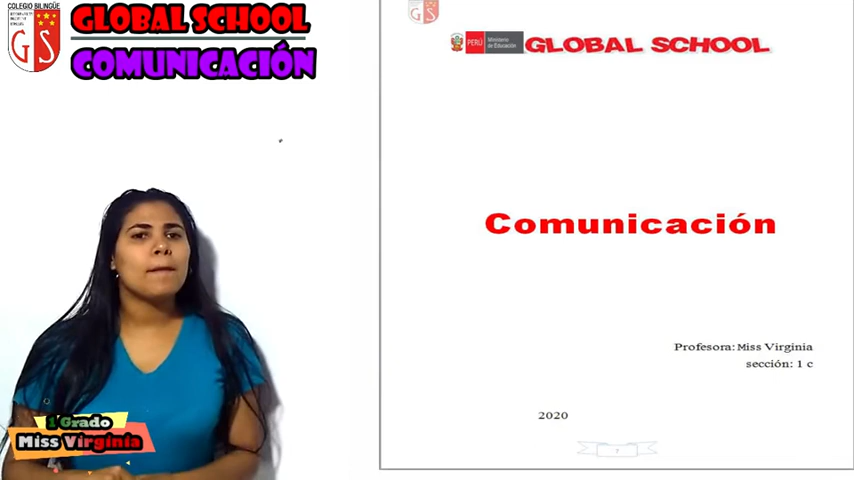 COLEGIO BILINGÜE
GS
GLOBAL SCHOOL
COMUNICACIÓN
1 Grado
Miss Virginia
GS
PERÚ
Ministerio
de Educación
GLOBAL SCHOOL
Comunicación
Profesora: Miss Virginia
sección: 1 c
2020
7